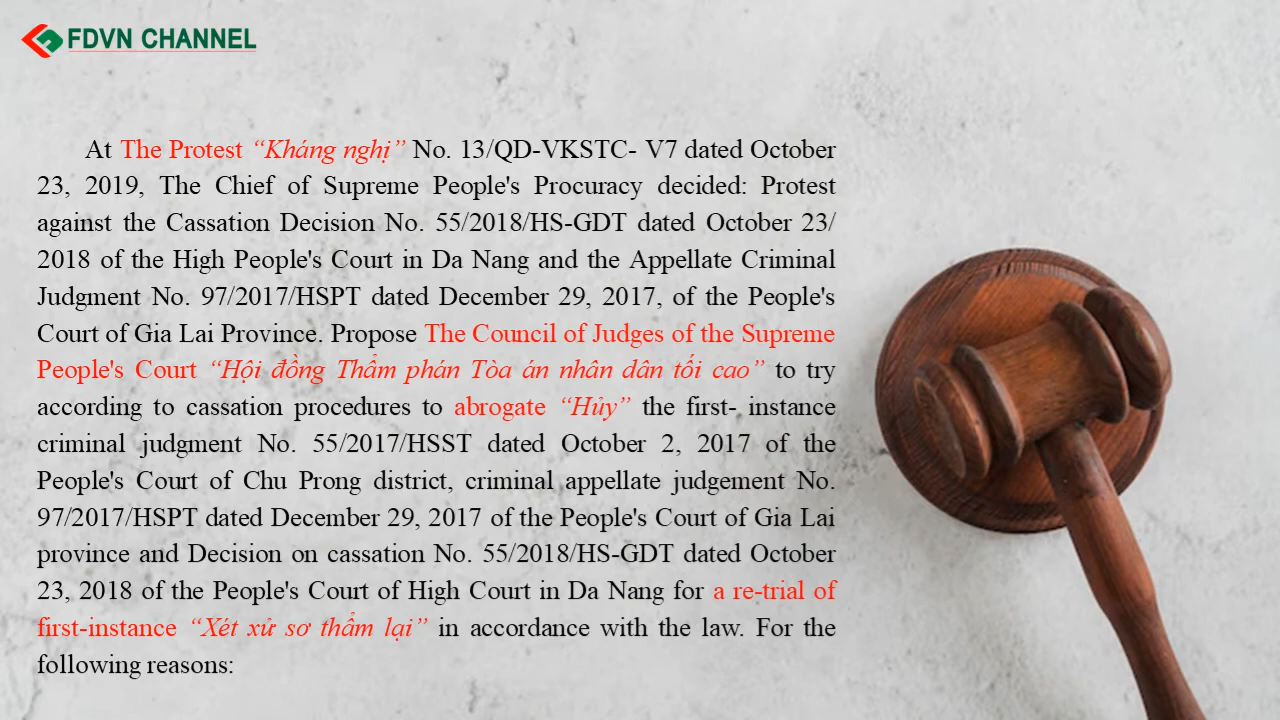 FDVN CHANNEL
At The Protest “Kháng nghị” No. 13/QD-VKSTC- V7 dated October
23, 2019, The Chief of Supreme People's Procuracy decided: Protest
against the Cassation Decision No. 55/2018/HS-GDT dated October 23/
2018 of the High People's Court in Da Nang and the Appellate Criminal
Judgment No. 97/2017/HSPT dated December 29, 2017, of the People's
Court of Gia Lai Province. Propose The Council of Judges of the Supreme
People's Court “Hội đồng Thẩm phán Tòa án nhân dân tối cao” to try
according to cassation procedures to abrogate “Hủy” the first- instance
criminal judgment No. 55/2017/HSST dated October 2, 2017 of the
People's Court of Chu Prong district, criminal appellate judgement No.
97/2017/HSPT dated December 29, 2017 of the People's Court of Gia Lai
province and Decision on cassation No. 55/2018/HS-GDT dated October
23, 2018 of the People's Court of High Court in Da Nang for a re-trial of
first-instance “Xét xử sơ thẩm lại” in accordance with the law. For the
following reasons: